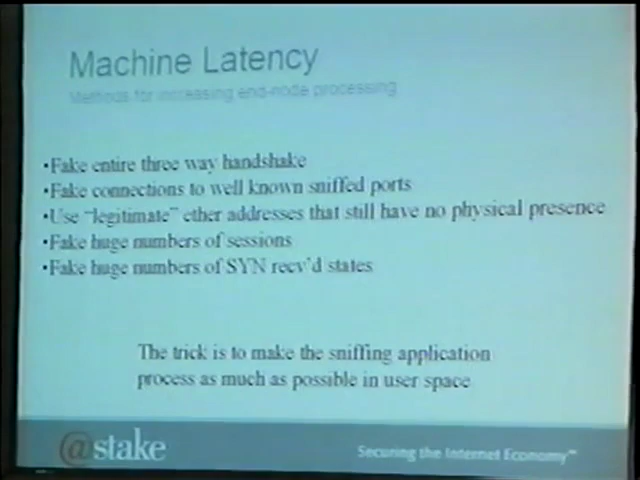 Machine Latency
Methods for increasing end-node processing
•Fake entire three way handshake
•Fake connections to well known sniffed ports
•Use "legitimate" ether addresses that still have no physical presence
•Fake huge numbers of sessions
•Fake huge numbers of SYN recv'd states
The trick is to make the sniffing application
process as much as possible in user space
@stake
Securing the Internet Economy™